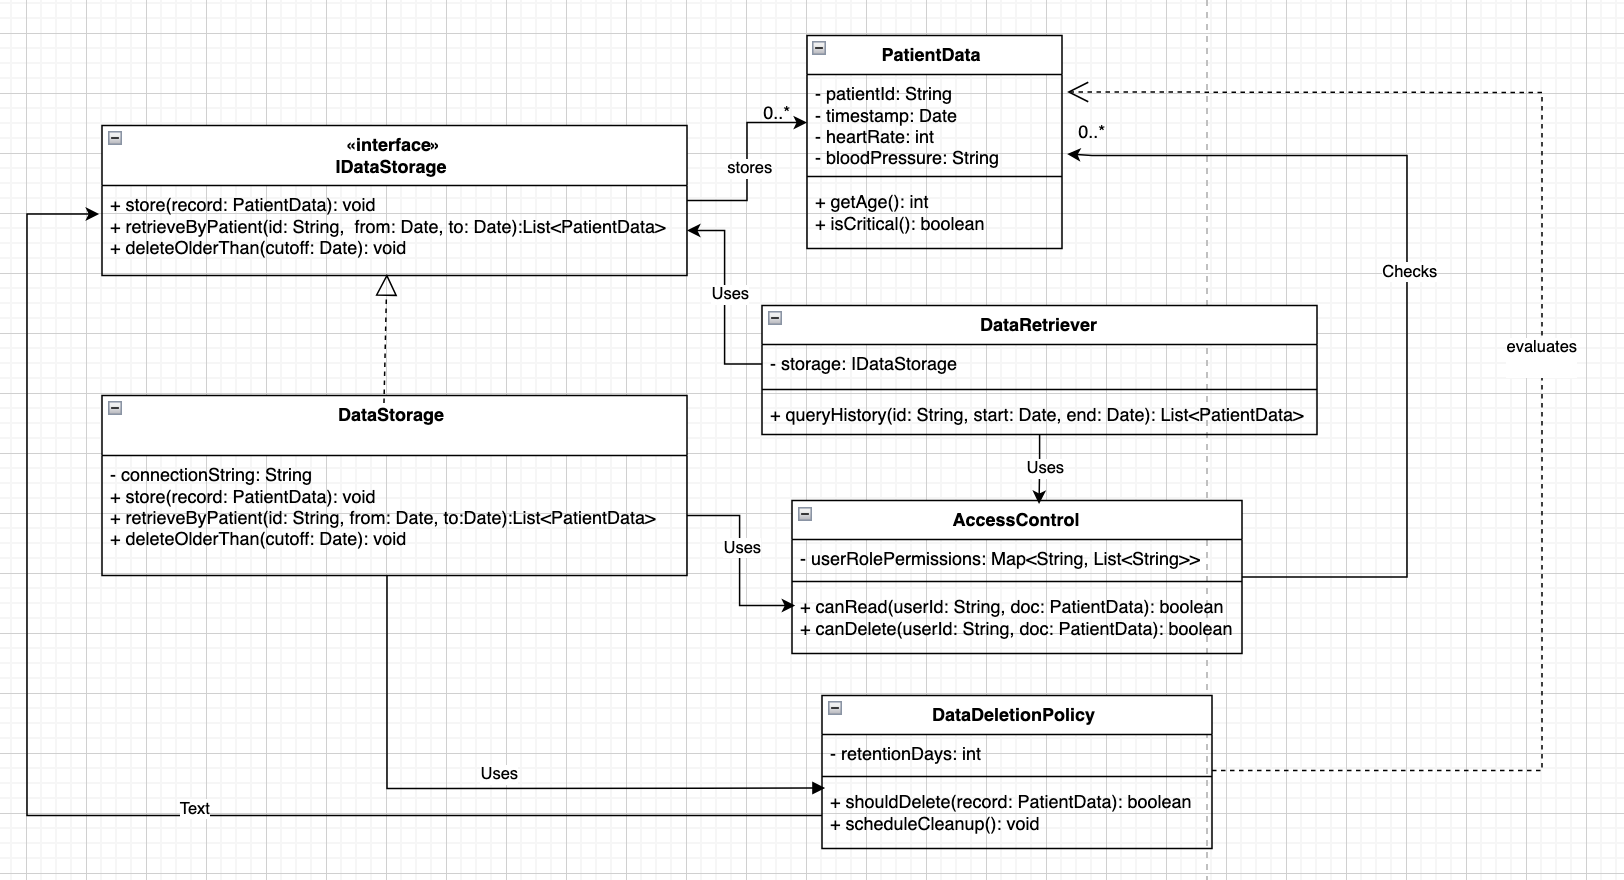 PatientData
- patientId: String
- timestamp: Date
- heartRate: int
- bloodPressure: String
+ getAge(): int
+ isCritical(): boolean
0..*
0..*
stores
«interface»
IDataStorage
+ store(record: PatientData): void
+ retrieveByPatient(id: String,  from: Date, to: Date):List<PatientData>
+ deleteOlderThan(cutoff: Date): void
Uses
Checks
evaluates
DataRetriever
- storage: IDataStorage
+ queryHistory(id: String, start: Date, end: Date): List<PatientData>
Uses
DataStorage
- connectionString: String
+ store(record: PatientData): void
+ retrieveByPatient(id: String, from: Date, to:Date):List<PatientData>
+ deleteOlderThan(cutoff: Date): void
Uses
AccessControl
- userRolePermissions: Map<String, List<String>>
+ canRead(userId: String, doc: PatientData): boolean
+ canDelete(userId: String, doc: PatientData): boolean
DataDeletionPolicy
- retentionDays: int
+ shouldDelete(record: PatientData): boolean
+ scheduleCleanup(): void
Uses
Text